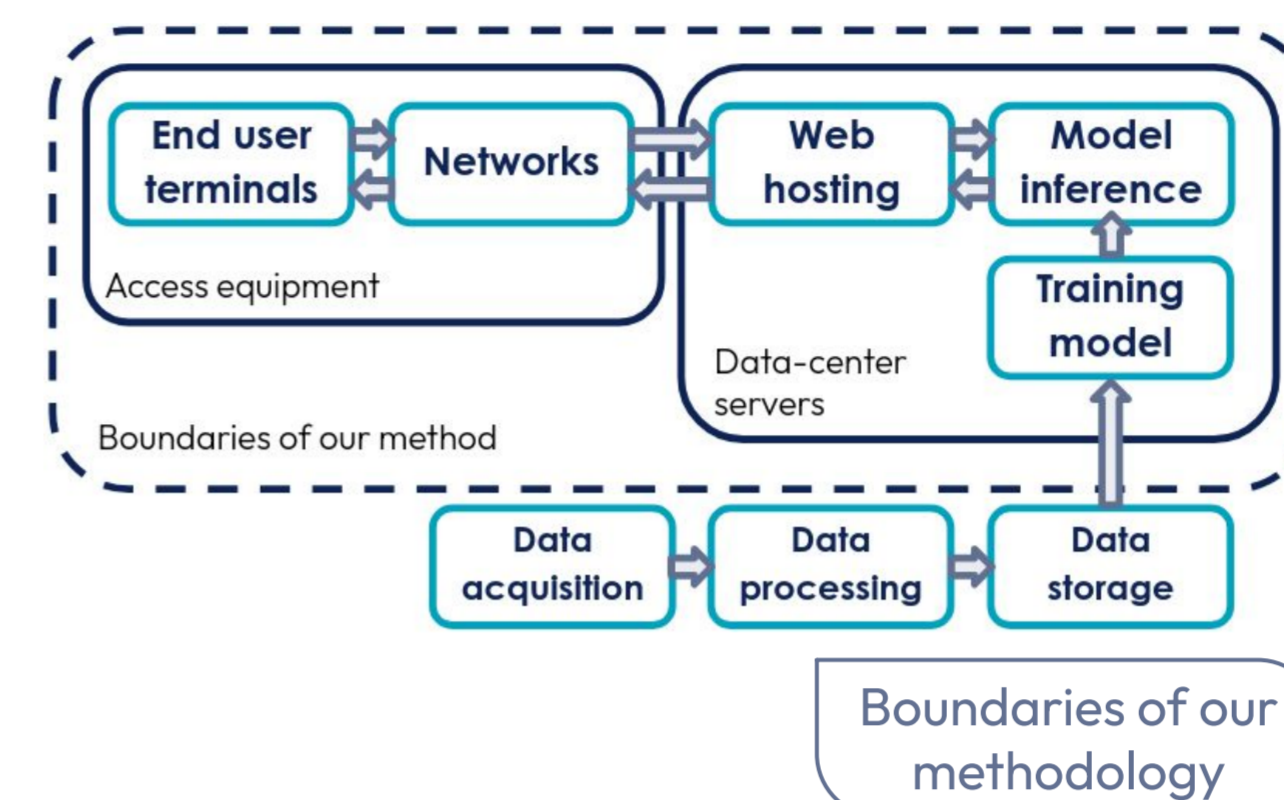 End user
terminals
Networks
Web
hosting
Model
inference
Access equipment
Training
model
Data-center
servers
Boundaries of our method
Data
acquisition
Data
processing
Data
storage
Boundaries of our
methodology